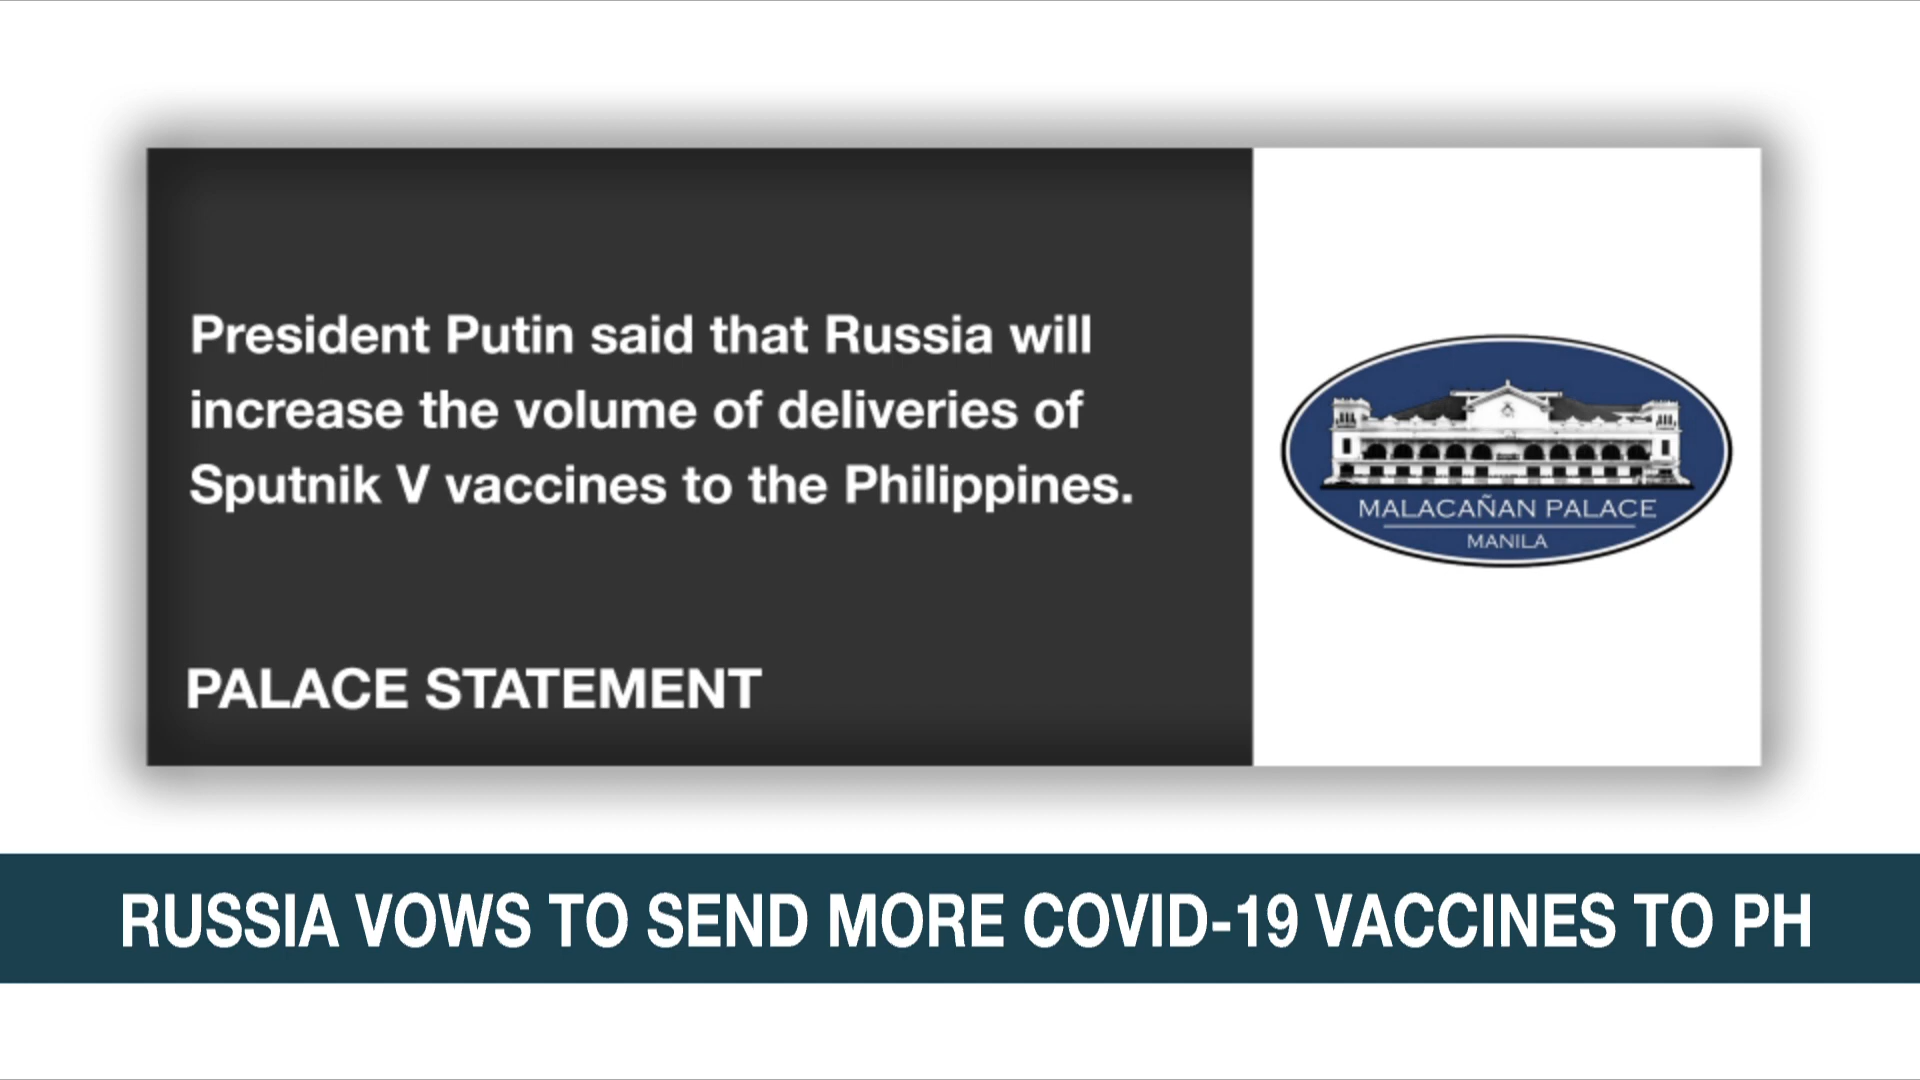 President Putin said that Russia will
increase the volume of deliveries of
Sputnik V vaccines to the Philippines.
PALACE STATEMENT
MALACAÑAN PALACE
MANILA
RUSSIA VOWS TO SEND MORE COVID-19 VACCINES TO PH